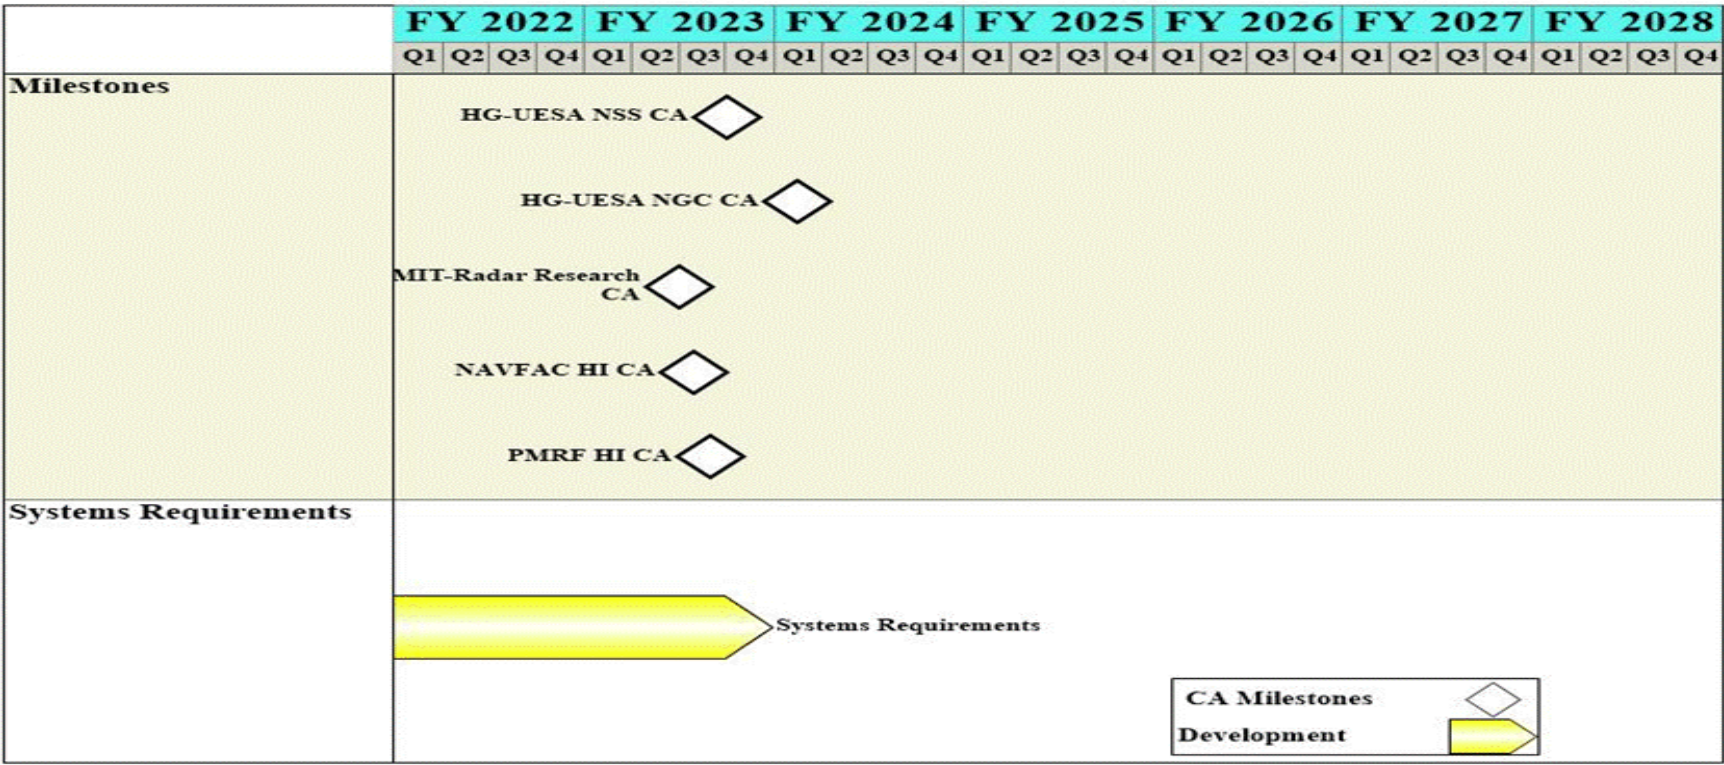 FY 2022 FY 2023 FY 2024 FY 2025 FY 2026 FY 2027 FY 2028
Q1 Q2 Q3 Q4 Q1 Q2 Q3 Q4 Q1 Q2 Q3 Q4 Q1 Q2 Q3 Q4 Q1 Q2 Q3 Q4 Q1 Q2 Q3 Q4 Q1 Q2 Q3 Q4
Milestones
HG-UESA NSS CA
HG-UESA NGC CA
MIT-Radar Research
CA
NAVFAC HI CA
PMRF HI CA
Systems Requirements
Systems Requirements
CA Milestones
Development